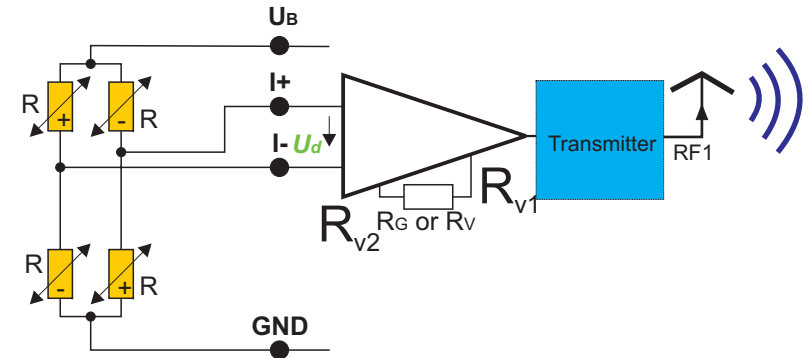 UB
I+
R
+
-
R
I- Ud
Transmitter
RF1
Rv1
RG or RV
Rv2
R
-
+
R
GND